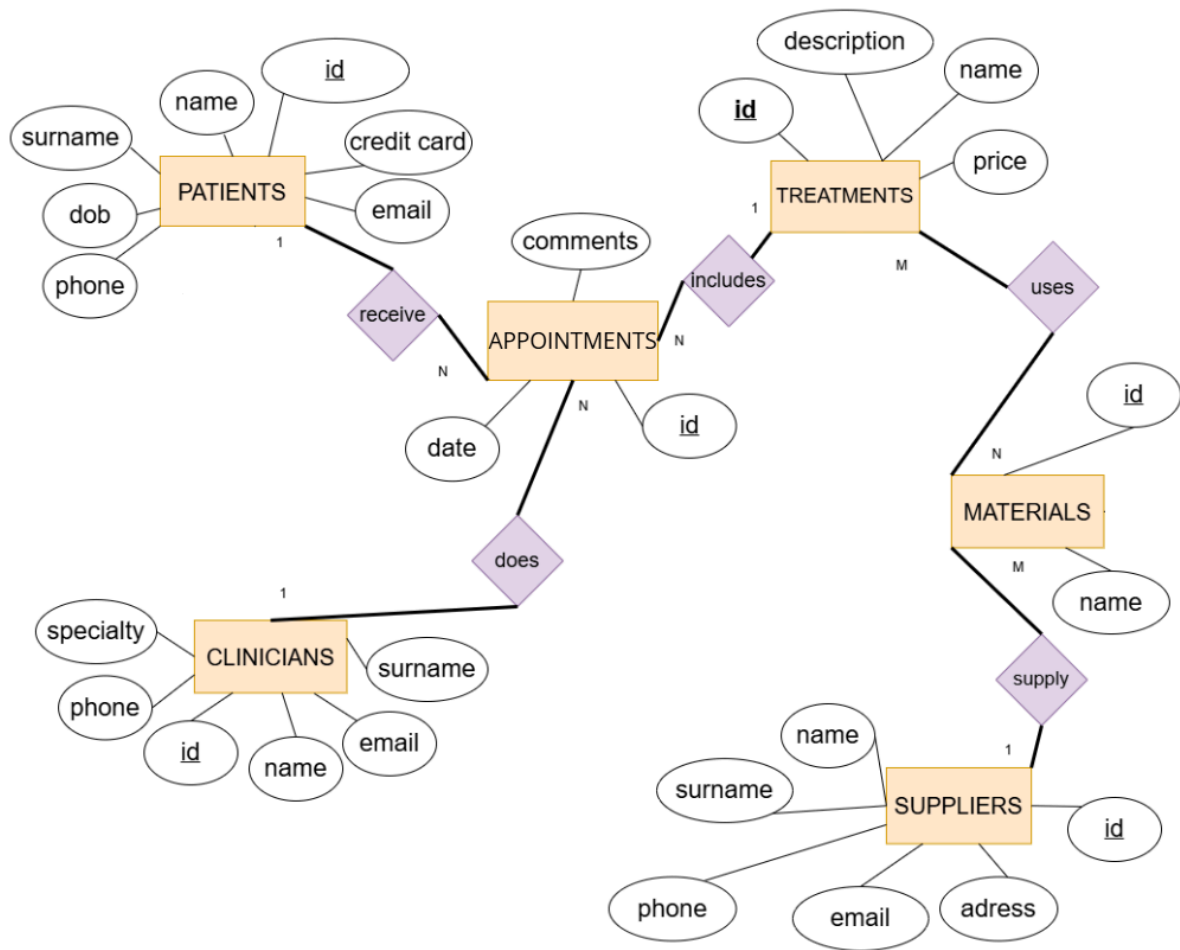 description
id
name
name
id
surname
credit card
price
PATIENTS
TREATMENTS
dob
email
1
1
comments
phone
M
includes
uses
receive
APPOINTMENTS
N
N
N
id
id
date
N
MATERIALS
does
M
1
name
specialty
CLINICIANS
surname
supply
phone
name
email
id
name
1
surname
SUPPLIERS
id
phone
email
adress